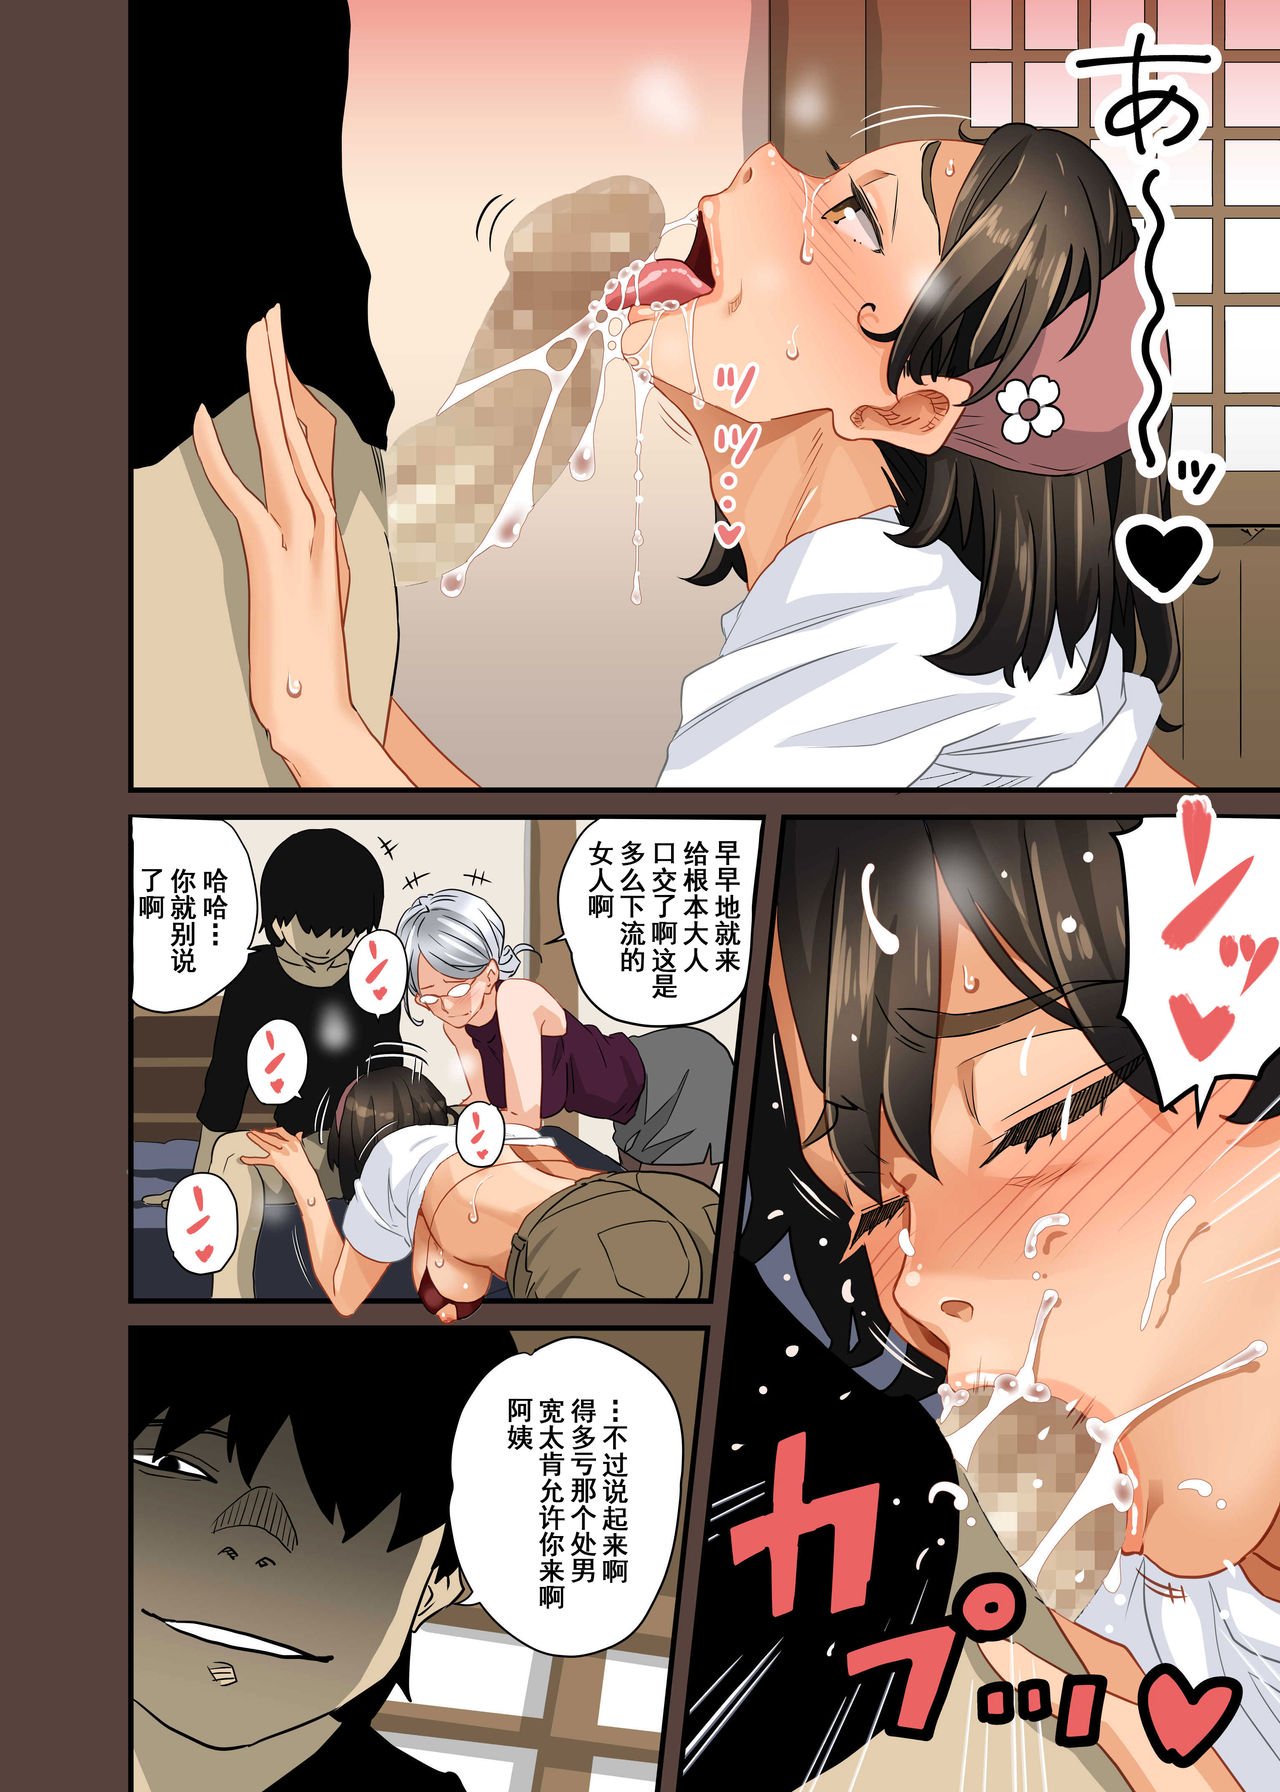 あ～～～ッ♥
ツ
ツ…♥
ソッ♥
早早地就来
给根本大人
口交了啊这是
多么下流的
女人啊
哈哈…
你就别说
了啊
カプッ…♥
…不过说起来啊
得多亏那个处男
宽太肯允许你来啊
阿姨